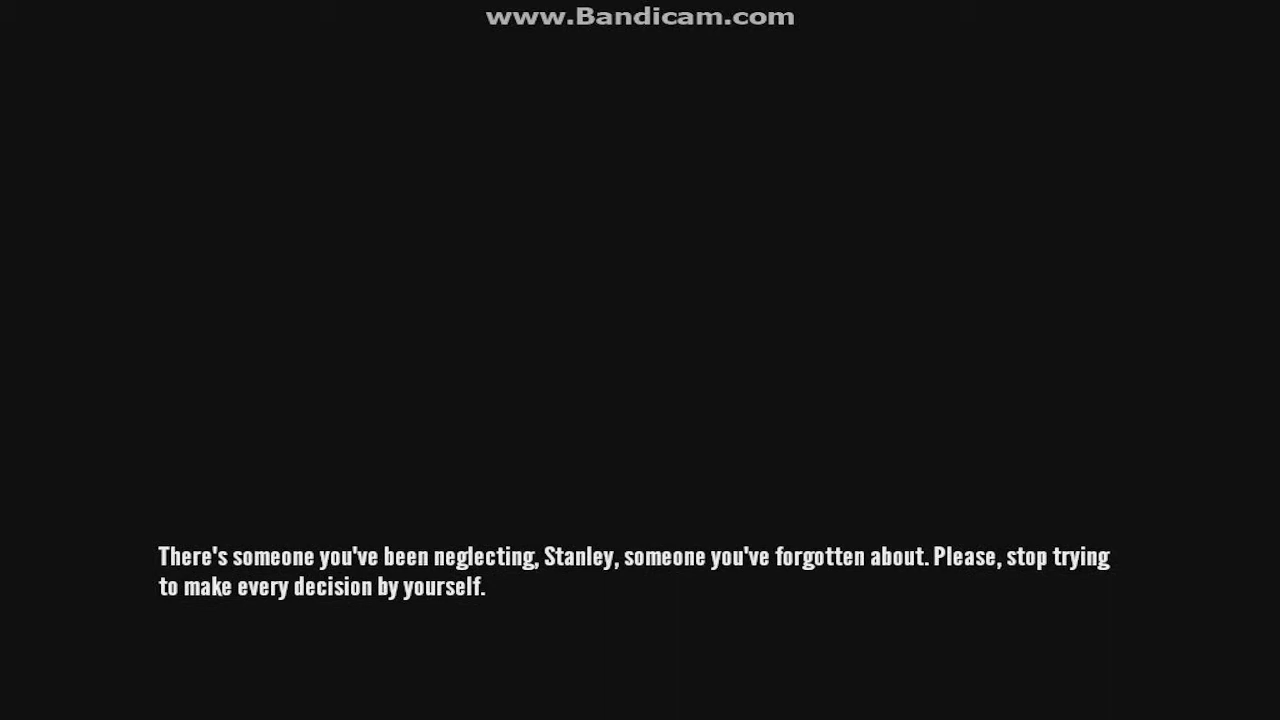 www.Bandicam.com
There's someone you've been neglecting, Stanley, someone you've forgotten about. Please, stop trying
to make every decision by yourself.